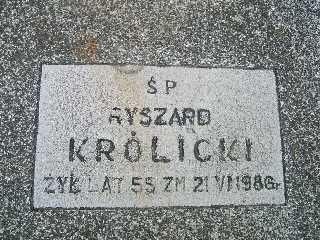 ŚP
RYSZARD
KRÓLICKI
ŻYŁ LAT 55 ZM 21 VI 1986r